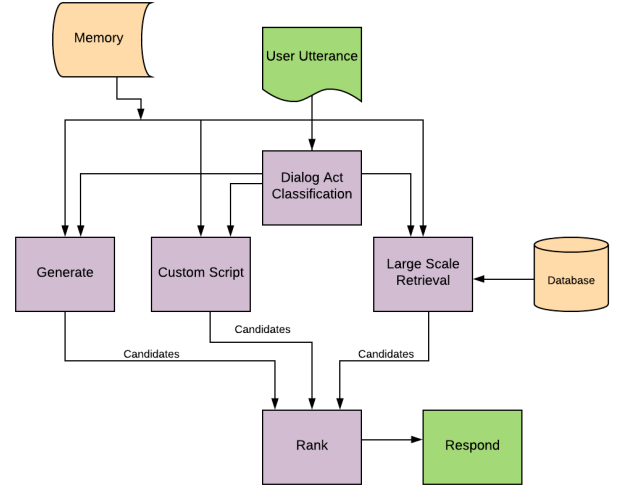 Memory
User Utterance
Dialog Act
Classification
Generate
Custom Script
Large Scale
Retrieval
Database
Candidates
Candidates
Candidates
Rank
Respond